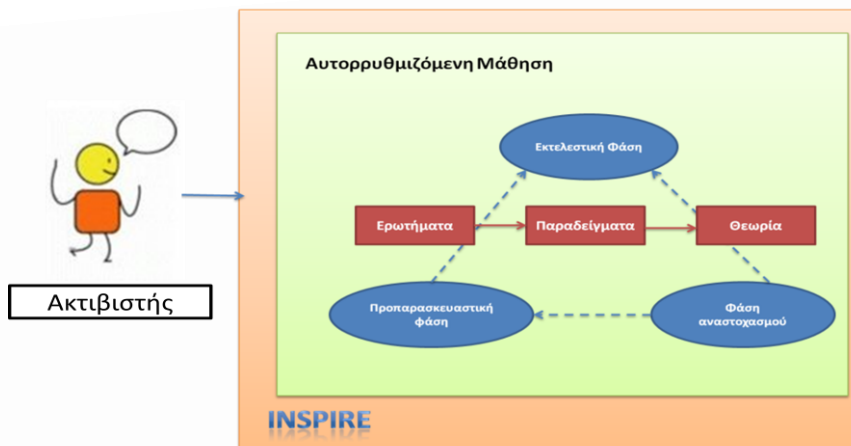 Αυτορρυθμιζόμενη Μάθηση
Εκτελεστική Φάση
Ερωτήματα
Παραδείγματα
Θεωρία
Ακτιβιστής
Προπαρασκευαστική
φάση
Φάση
αναστοχασμού
INSPIRE